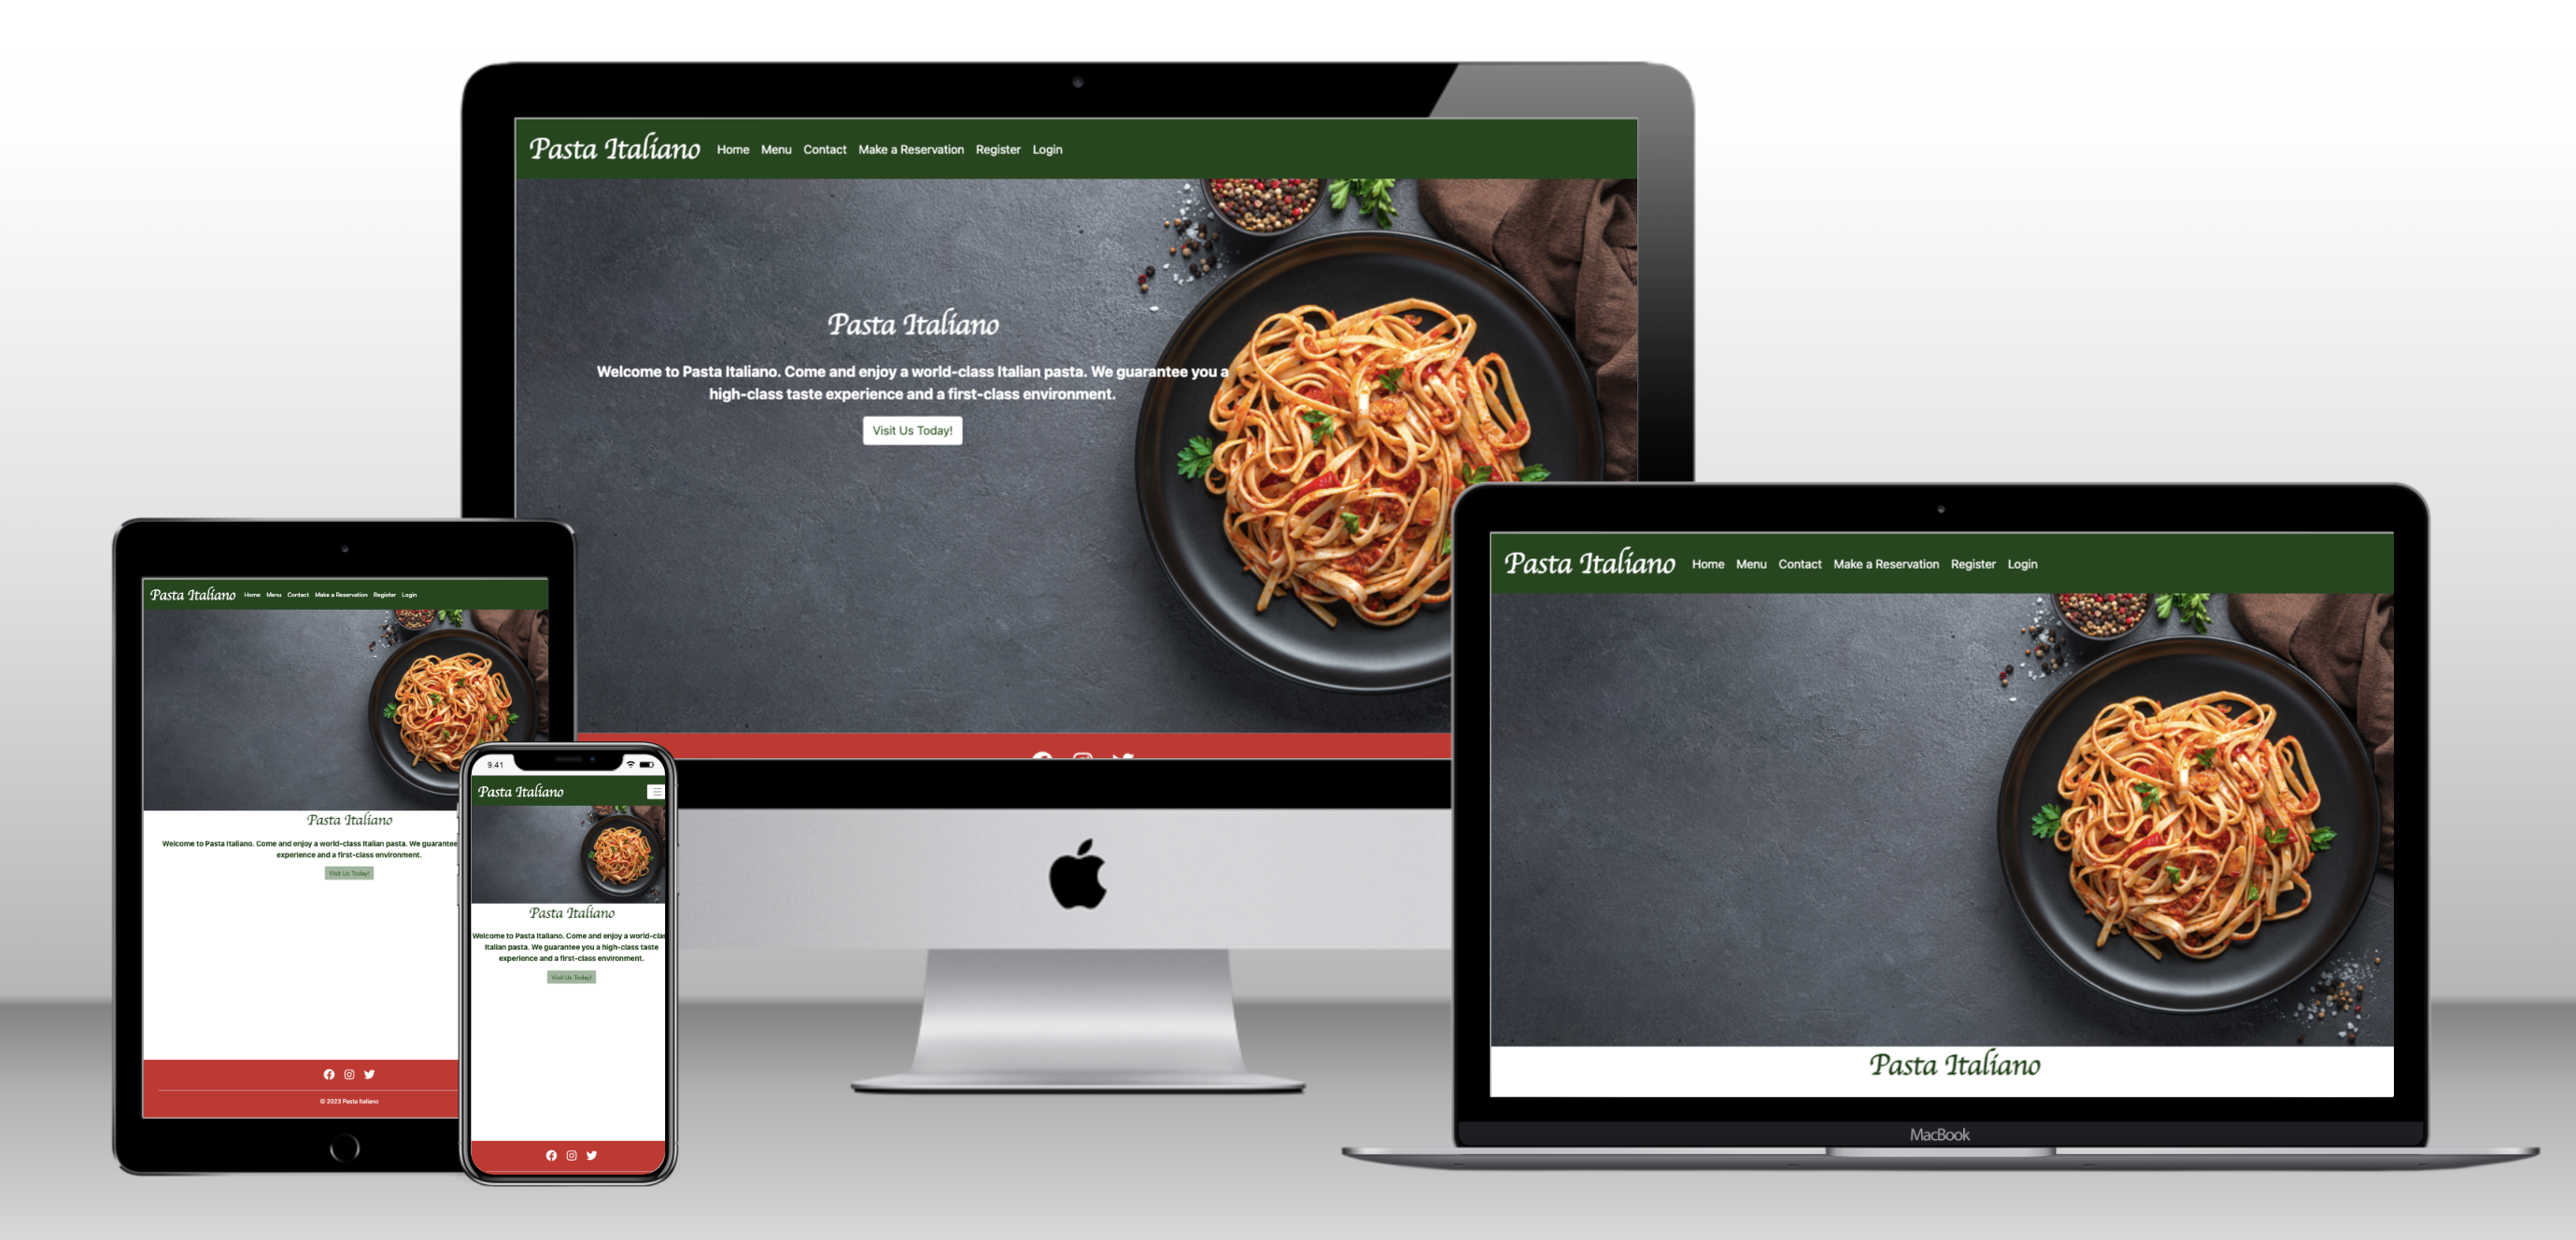 Pasta Italiano Home Menu Contact Make a Reservation Register Login
Pasta Italiano
Welcome to Pasta Italiano. Come and enjoy a world-class Italian pasta. We guarantee you a
high-class taste experience and a first-class environment.
Visit Us Today!
Pasta Italiano Home Menu Contact Make a Reservation Register Login
Pasta Italiano
Welcome to Pasta Italiano. Come and enjoy a world-class Italian pasta. We guarantee
experience and a first-class environment.
Visit Us Today!
© 2023 Pasta Italiano
9.41
Pasta Italiano
Pasta Italiano
Welcome to Pasta Italiano. Come and enjoy a world-clas
Italian pasta. We guarantee you a high-class taste
experience and a first-class environment.
Visit Us Today!
Pasta Italiano Home Menu Contact Make a Reservation Register Login
Pasta Italiano
MacBook